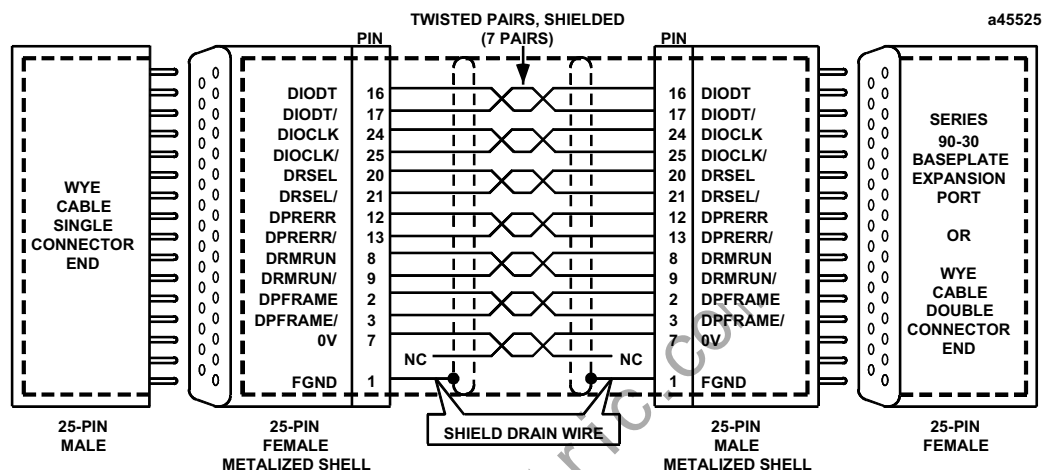 TWISTED PAIRS, SHIELDED
(7 PAIRS)
a45525
PIN
PIN
DIODT 16
DIODT/ 17
DIOCLK 24
DIOCLK/ 25
DRSEL 20
DRSEL/ 21
DPRERR 12
DPRERR/ 13
DRMRUN 8
DRMRUN/ 9
DPFRAME 2
DPFRAME/ 3
0V 7
FGND 1
NC
NC
16 DIODT
17 DIODT/
24 DIOCLK
25 DIOCLK/
20 DRSEL
21 DRSEL/
12 DPRERR
13 DPRERR/
8 DRMRUN
9 DRMRUN/
2 DPFRAME
3 DPFRAME/
7 0V
1 FGND
WYE
CABLE
SINGLE
CONNECTOR
END
SERIES
90-30
BASEPLATE
EXPANSION
PORT
OR
WYE
CABLE
DOUBLE
CONNECTOR
END
SHIELD DRAIN WIRE
25-PIN
MALE
25-PIN
FEMALE
METALIZED SHELL
25-PIN
MALE
METALIZED SHELL
25-PIN
FEMALE
ric.com